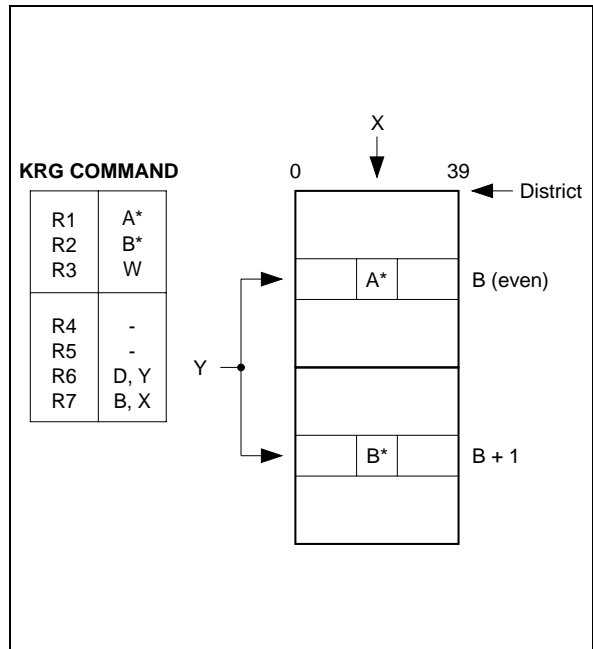 X
KRG COMMAND
0 39
District
R1 A*
R2 B*
R3 W
R4 -
R5 -
R6 D, Y
R7 B, X
A* B (even)
Y
B* B + 1